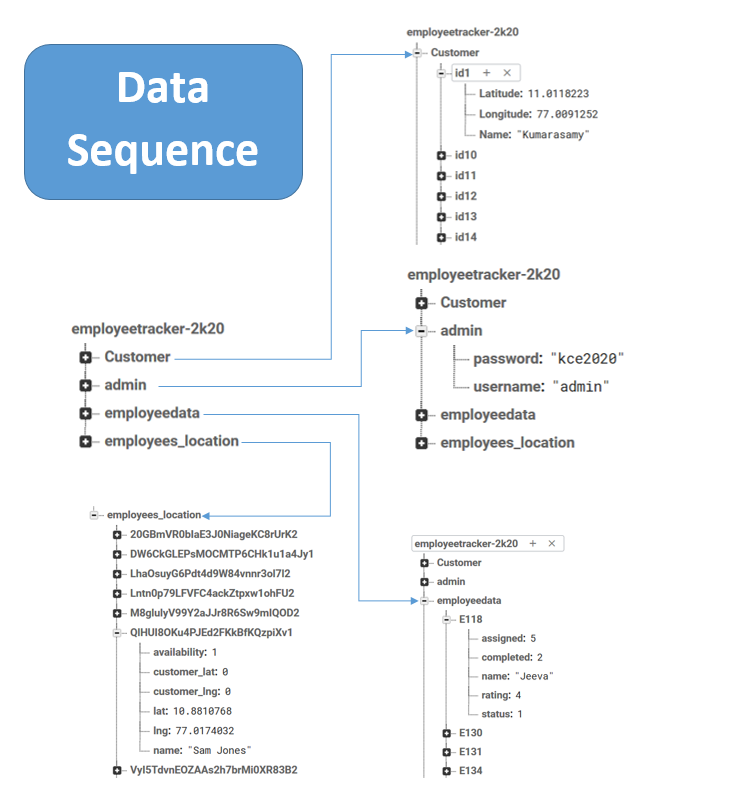 Data
Sequence
employeetracker-2k20
Customer
id1 + ×
Latitude: 11.0118223
Longitude: 77.0091252
Name: "Kumarasamy"
id10
id11
id12
id13
id14
employeetracker-2k20
Customer
admin
password: "kce2020"
username: "admin"
employeedata
employees_location
employeetracker-2k20
Customer
admin
employeedata
employees_location
employees_location
20GBmVR0blaE3J0NiageKC8rUrK2
DW6CkGLEPsMOCMTP6CHk1u1a4Jy1
LhaOsuyG6Pdt4d9W84vnnr3ol7I2
Lntn0p79LFVFC4ackZtpxw1ohFU2
M8glulyV99Y2aJJr8R6Sw9mIQOD2
QIHUI8OKu4PJEd2FKkBfKQzpiXv1
availability: 1
customer_lat: 0
customer_lng: 0
lat: 10.8810768
lng: 77.0174032
name: "Sam Jones"
VyI5TdvnEOZAAs2h7brMi0XR83B2
employeetracker-2k20 + ×
Customer
admin
employeedata
E118
assigned: 5
completed: 2
name: "Jeeva"
rating: 4
status: 1
E130
E131
E134